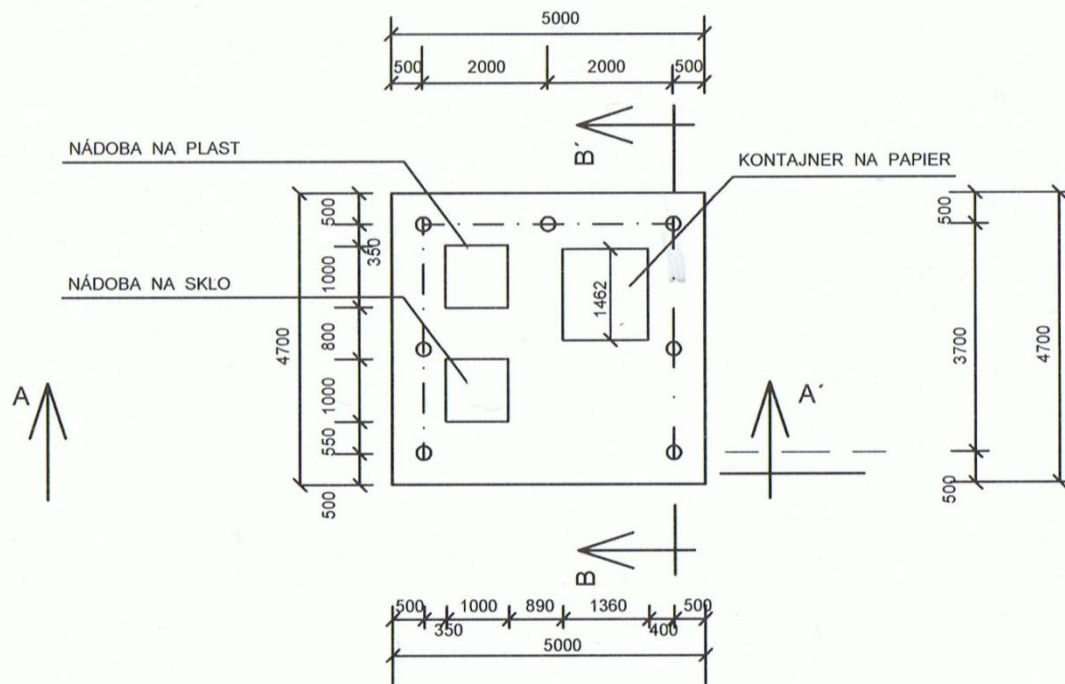 5000
500 2000 2000 500
B´
NÁDOBA NA PLAST
KONTAJNER NA PAPIER
500
350
1000
NÁDOBA NA SKLO
800
4700
1000
550
500
1462
500
3700
4700
500
A
A´
B
500 1000 890 1360 500
350 400
5000